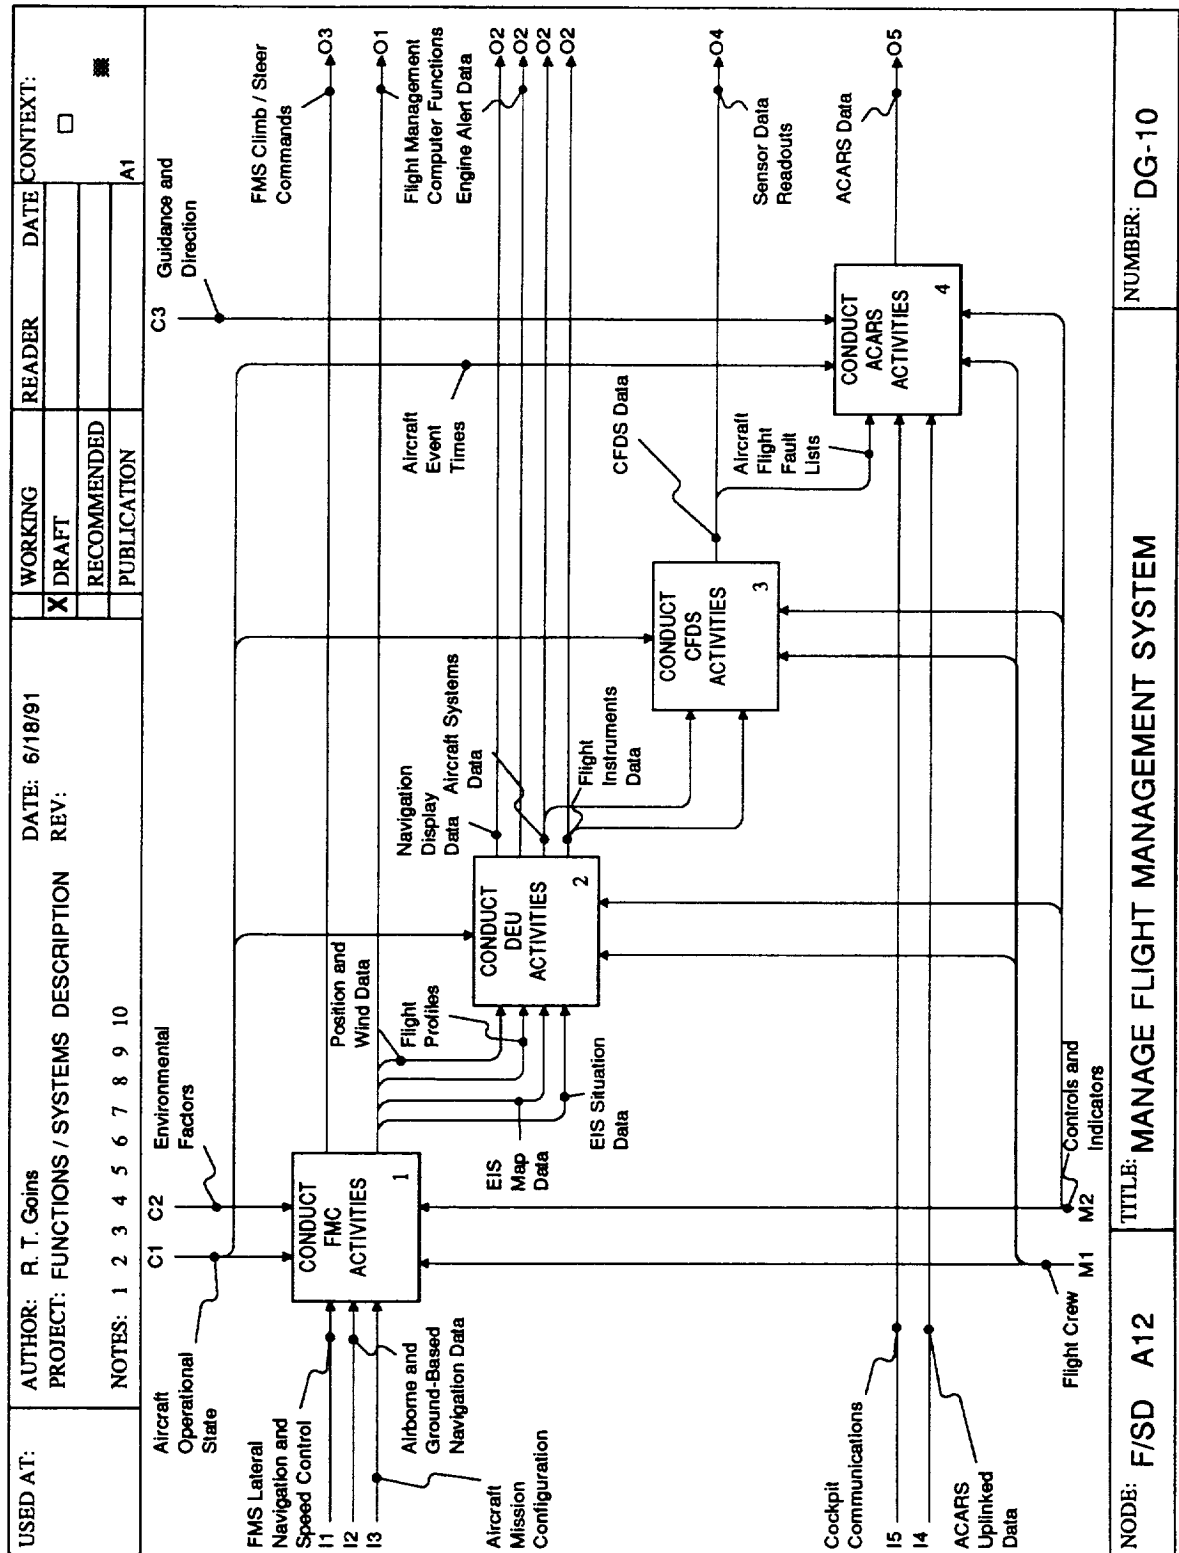 USED AT:
AUTHOR: R. T. Goins
DATE: 6/18/91
PROJECT: FUNCTIONS / SYSTEMS DESCRIPTION
REV:
NOTES: 1 2 3 4 5 6 7 8 9 10
WORKING
X DRAFT
RECOMMENDED
PUBLICATION
READER
DATE
CONTEXT:
A1
Aircraft
Operational
State
C1
C2
Environmental
Factors
C3
Guidance and
Direction
FMS Lateral
Navigation and
Speed Control
I1
I2
I3
Airborne and
Ground-Based
Navigation Data
Aircraft
Mission
Configuration
CONDUCT
FMC
ACTIVITIES
1
FMS Climb / Steer
Commands
O3
O1
Flight Management
Computer Functions
Engine Alert Data
O2
O2
O2
O2
Position and
Wind Data
Flight
Profiles
EIS
Map
Data
EIS Situation
Data
CONDUCT
DEU
ACTIVITIES
2
Navigation
Display
Data
Aircraft Systems
Data
Flight
Instruments
Data
Aircraft
Event
Times
CONDUCT
CFDS
ACTIVITIES
3
CFDS Data
O4
Sensor Data
Readouts
Aircraft
Flight
Fault
Lists
CONDUCT
ACARS
ACTIVITIES
4
O5
ACARS Data
Cockpit
Communications
I5
I4
ACARS
Uplinked
Data
Flight Crew
M1
M2
Controls and
Indicators
NODE: F/SD A12
TITLE: MANAGE FLIGHT MANAGEMENT SYSTEM
NUMBER: DG-10